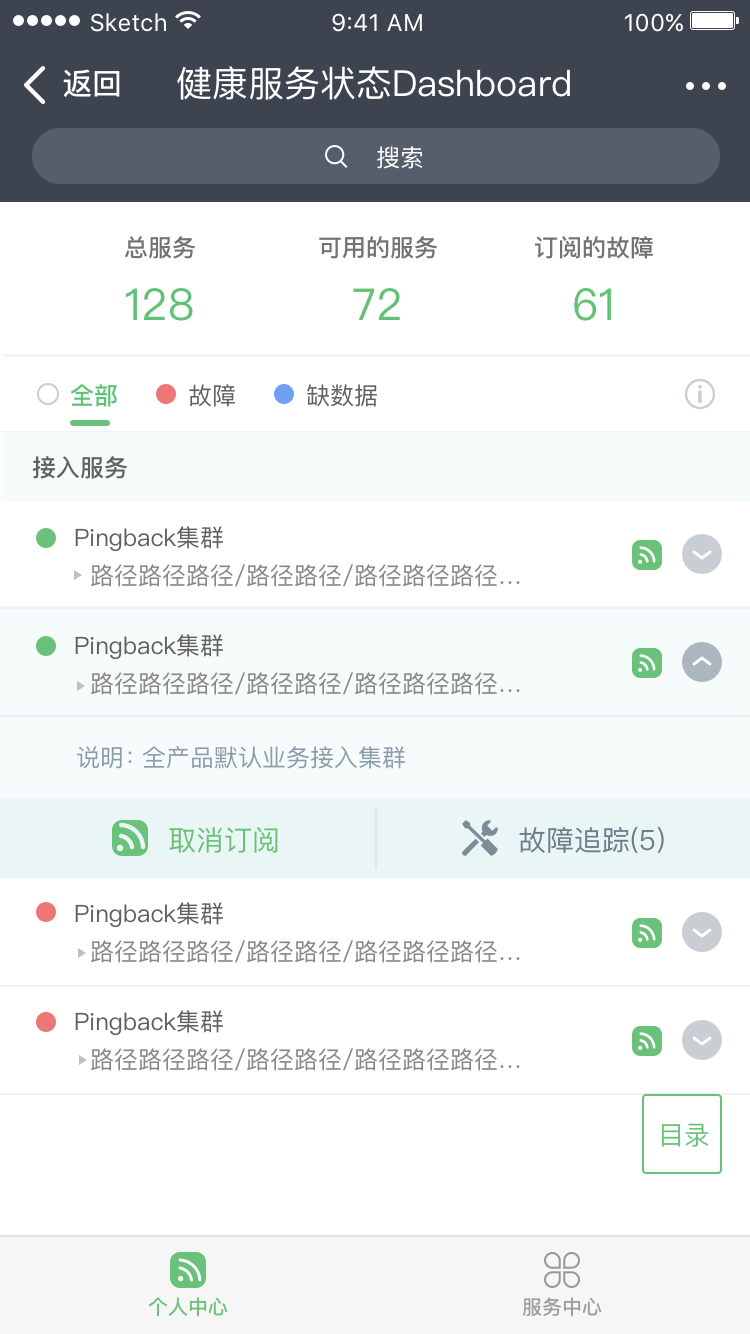 Sketch 9:41 AM 100%
返回 健康服务状态Dashboard
搜索
总服务 可用的服务 订阅的故障
128 72 61
全部 故障 缺数据
接入服务
Pingback集群
路径路径路径/路径路径/路径路径路径...
Pingback集群
路径路径路径/路径路径/路径路径路径...
说明：全产品默认业务接入集群
取消订阅 故障追踪(5)
Pingback集群
路径路径路径/路径路径/路径路径路径...
Pingback集群
路径路径路径/路径路径/路径路径路径...
目录
个人中心 服务中心